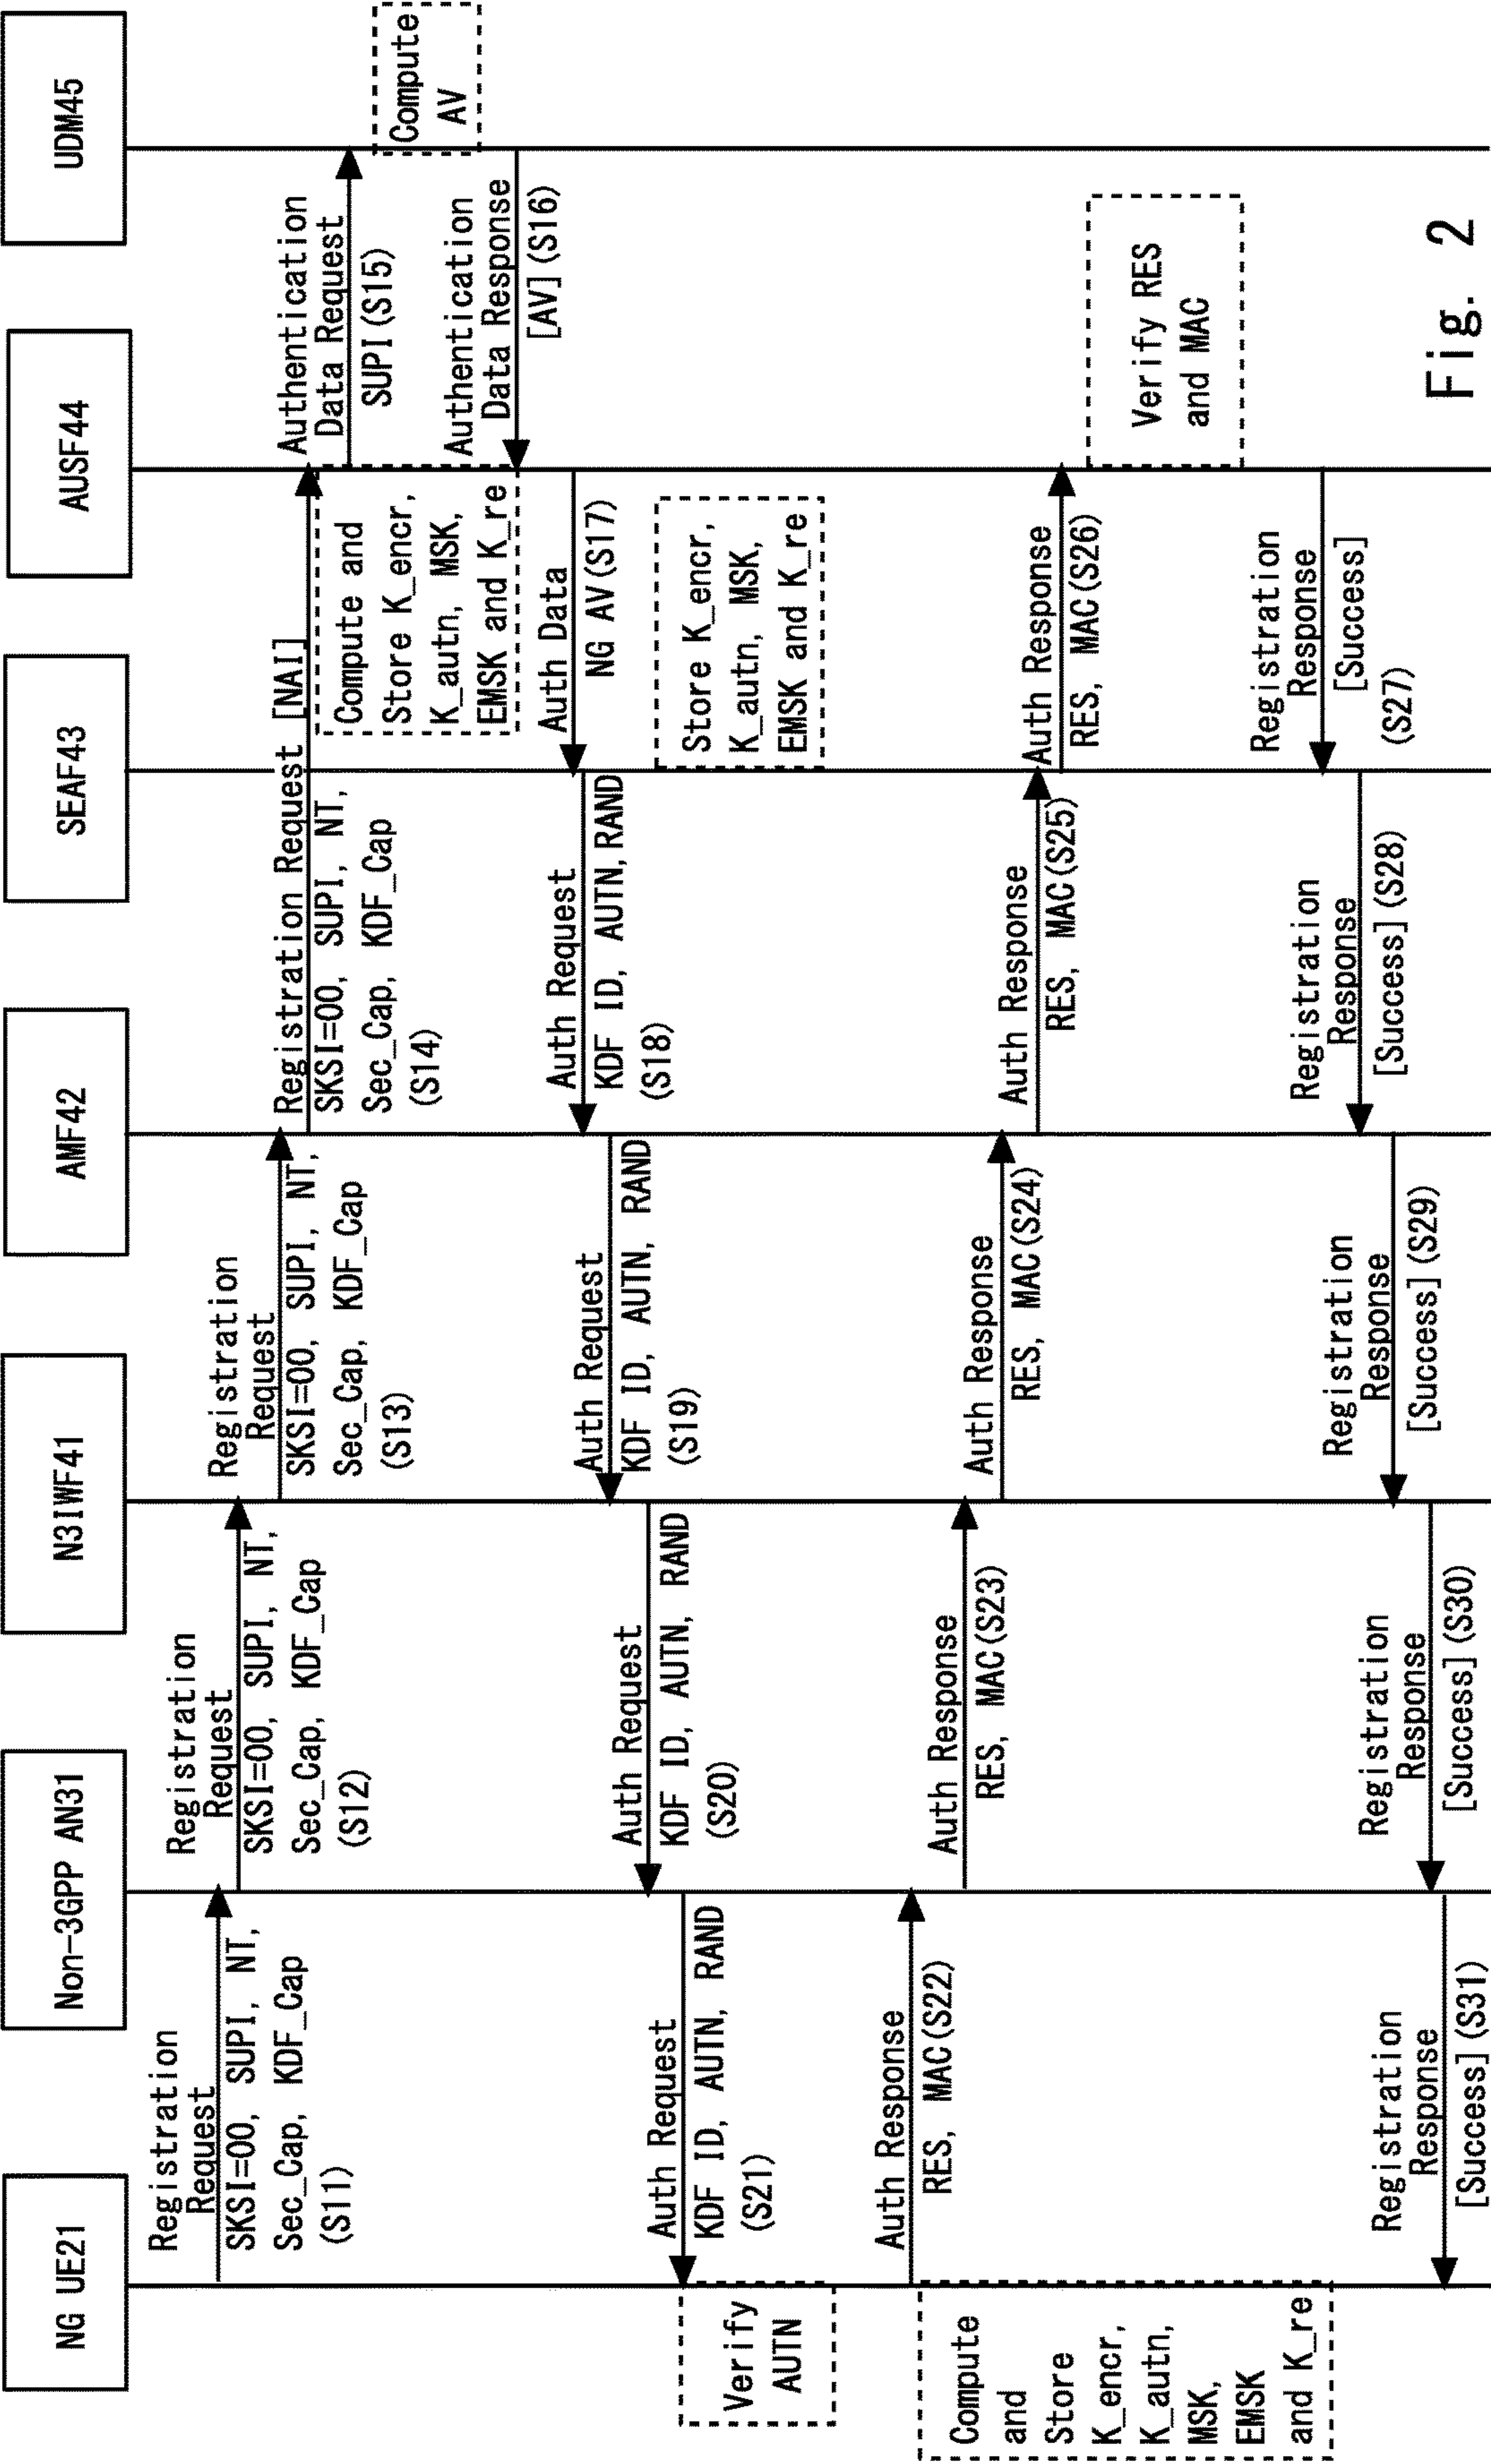 NG UE21
Non-3GPP AN31
N3IWF41
AMF42
SEAF43
AUSF44
UDM45
Registration
Request
SKSI=00, SUPI, NT,
Sec_Cap, KDF_Cap
(S11)
Registration
Request
SKSI=00, SUPI, NT,
Sec_Cap, KDF_Cap
(S12)
Registration
Request
SKSI=00, SUPI, NT,
Sec_Cap, KDF_Cap
(S13)
Registration Request [NAI]
SKSI=00, SUPI, NT,
Sec_Cap, KDF_Cap
(S14)
Authentication
Data Request
SUPI(S15)
Compute
AV
Authentication
Data Response
[AV](S16)
Compute and
Store K_encr,
K_autn, MSK,
EMSK and K_re
Auth Data
NG AV(S17)
Store K_encr,
K_autn, MSK,
EMSK and K_re
Auth Request
KDF ID, AUTN,RAND
(S18)
Auth Request
KDF ID, AUTN, RAND
(S19)
Auth Request
KDF ID, AUTN, RAND
(S20)
Auth Request
KDF ID, AUTN, RAND
(S21)
Verify
AUTN
Compute
and
Store
K_encr,
K_autn,
MSK,
EMSK
and K_re
Auth Response
RES, MAC(S22)
Auth Response
RES, MAC(S23)
Auth Response
RES, MAC(S24)
Auth Response
RES, MAC(S25)
Auth Response
RES, MAC(S26)
Verify RES
and MAC
Registration
Response
[Success]
(S27)
Registration
Response
[Success](S28)
Registration
Response
[Success](S29)
Registration
Response
[Success](S30)
Registration
Response
[Success](S31)
Fig. 2